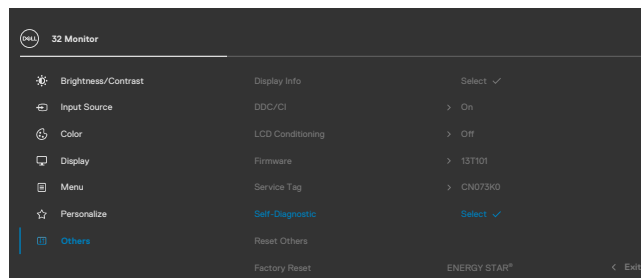 DELL 32 Monitor
Brightness/Contrast Display Info Select ✓
Input Source DDC/CI > On
Color LCD Conditioning > Off
Display Firmware > 13T101
Menu Service Tag > CN073K0
Personalize Self-Diagnostic Select ✓
Others Reset Others
Factory Reset ENERGY STAR® < Exit